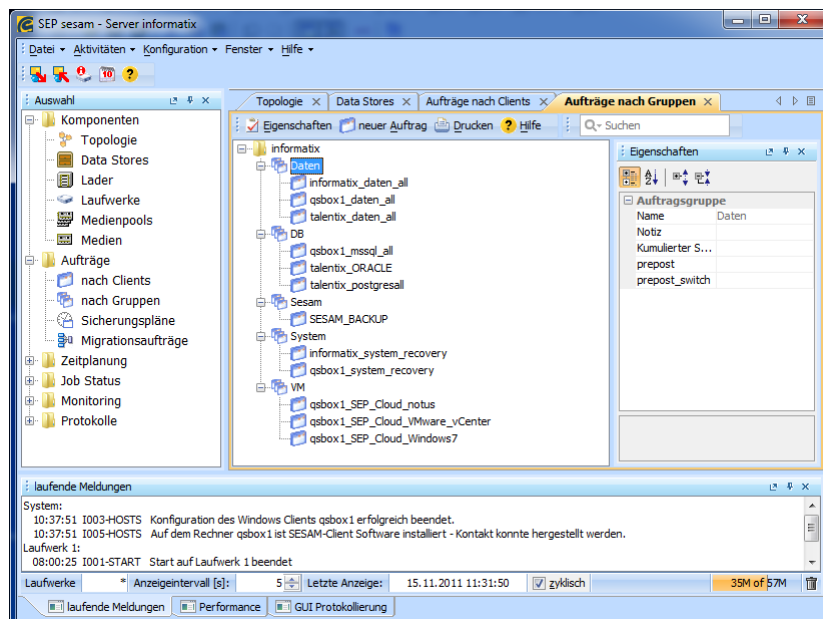 SEP sesam - Server informatix
Datei Aktivitäten Konfiguration Fenster Hilfe
10 ?
Auswahl
Komponenten
Topologie
Data Stores
Lader
Laufwerke
Medienpools
Medien
Aufträge
nach Clients
nach Gruppen
Sicherungspläne
Migrationsaufträge
Zeitplanung
Job Status
Monitoring
Protokolle
Topologie Data Stores Aufträge nach Clients Aufträge nach Gruppen
Eigenschaften neuer Auftrag Drucken ? Hilfe Suchen
informatix
Daten
informatix_daten_all
qsbox1_daten_all
talentix_daten_all
DB
qsbox1_mssql_all
talentix_ORACLE
talentix_postgresall
Sesam
SESAM_BACKUP
System
informatix_system_recovery
qsbox1_system_recovery
VM
qsbox1_SEP_Cloud_notus
qsbox1_SEP_Cloud_VMware_vCenter
qsbox1_SEP_Cloud_Windows7
Eigenschaften
Auftragsgruppe
Name Daten
Notiz
Kumulierter S...
prepost
prepost_switch
laufende Meldungen
System:
10:37:51 I003-HOSTS Konfiguration des Windows Clients qsbox1 erfolgreich beendet.
10:37:51 I005-HOSTS Auf dem Rechner qsbox1 ist SESAM-Client Software installiert - Kontakt konnte hergestellt werden.
Laufwerk 1:
08:00:25 I001-START Start auf Laufwerk 1 beendet
Laufwerke * Anzeigeintervall [s]: 5 Letzte Anzeige: 15.11.2011 11:31:50 zyklisch 35M of 57M
laufende Meldungen Performance GUI Protokollierung